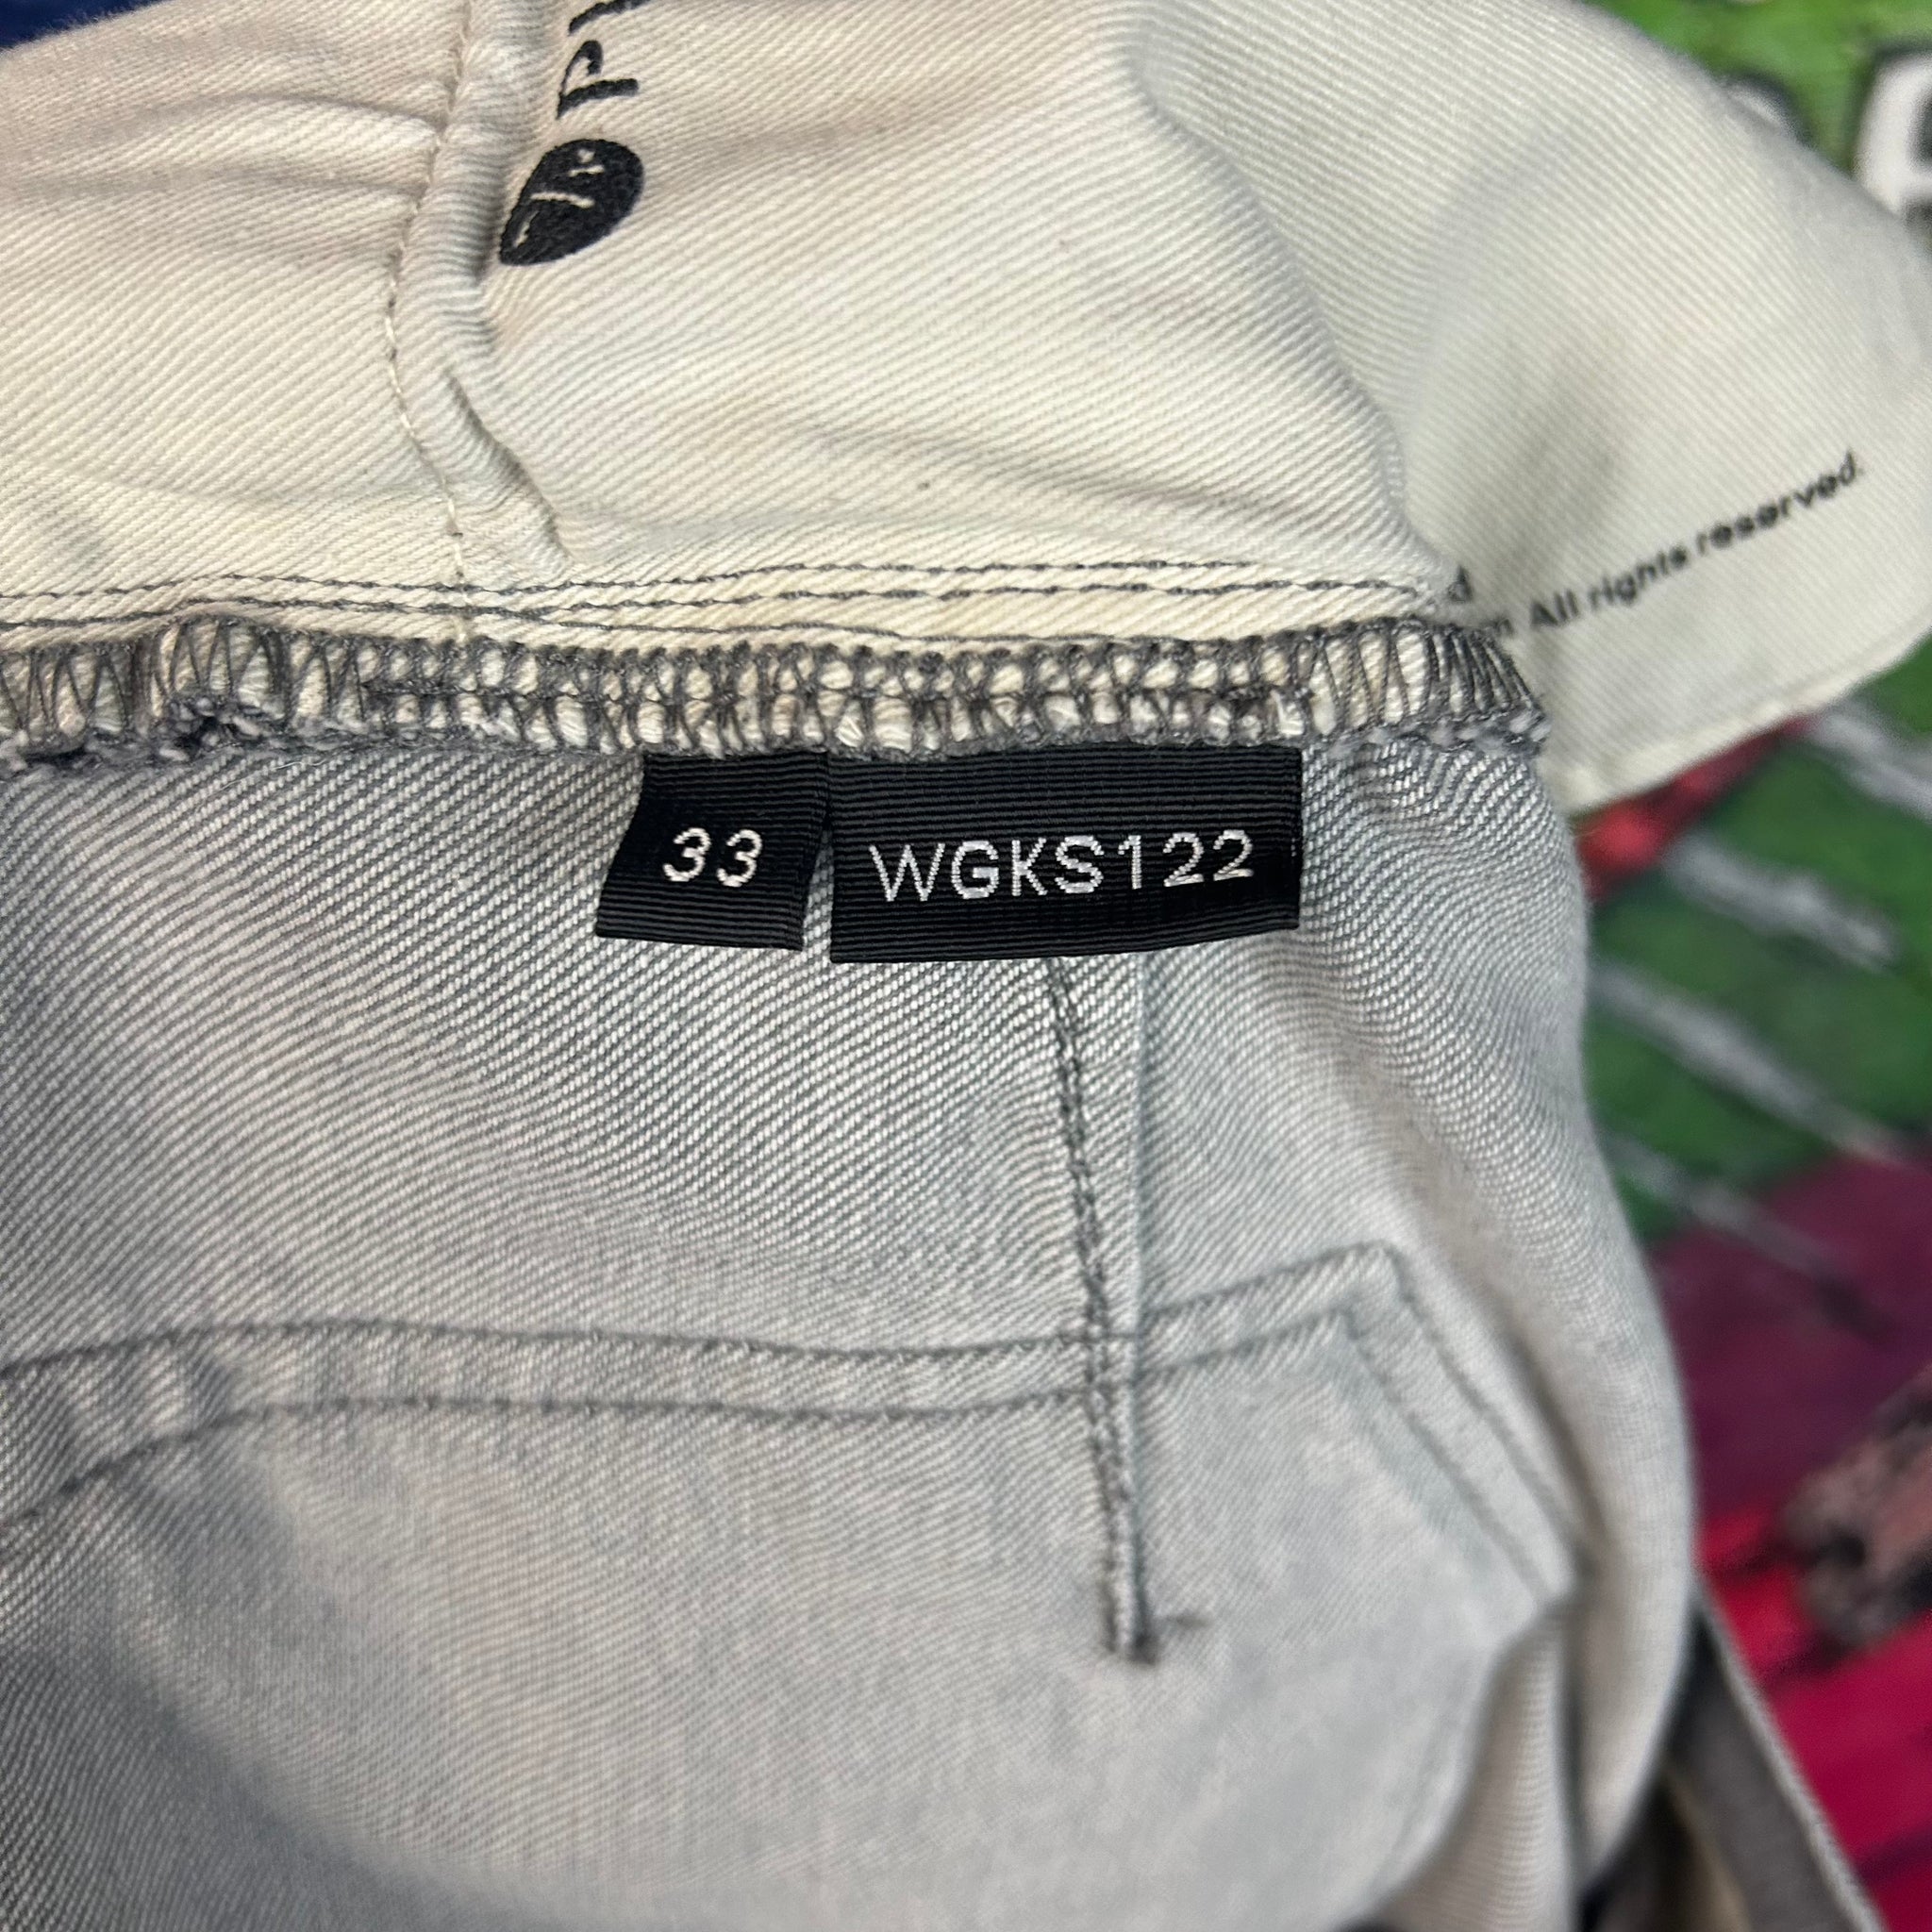 33
WGKS122
All rights reserved.